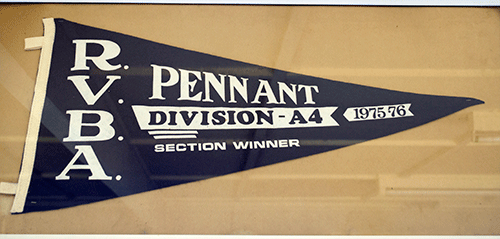 R.V.B.A.
PENNANT
DIVISION-A4
1975-76
SECTION WINNER